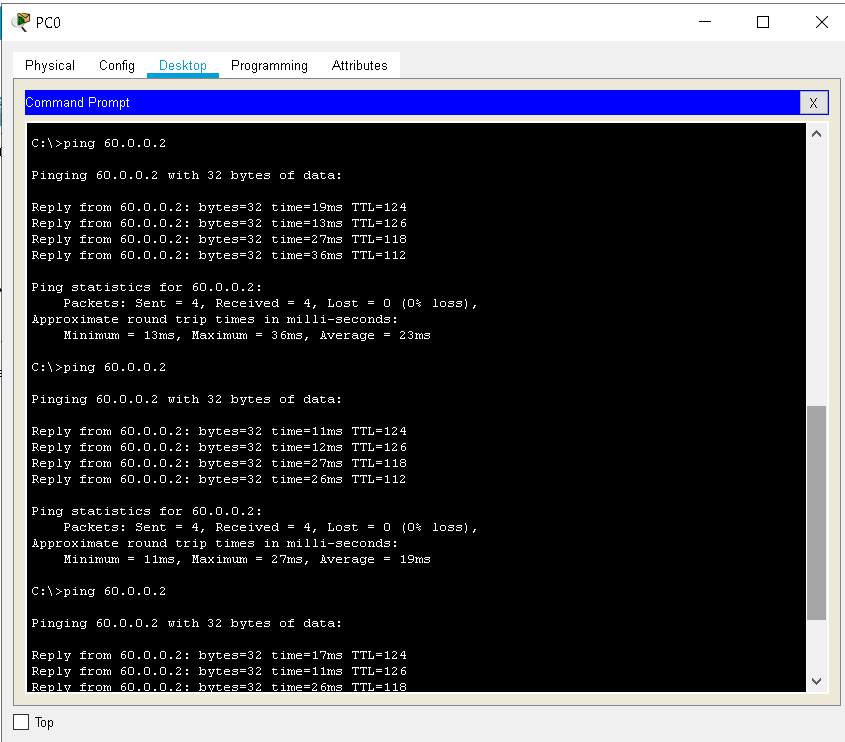 PC0
Physical Config Desktop Programming Attributes
Command Prompt X
C:\>ping 60.0.0.2
Pinging 60.0.0.2 with 32 bytes of data:
Reply from 60.0.0.2: bytes=32 time=19ms TTL=124
Reply from 60.0.0.2: bytes=32 time=13ms TTL=126
Reply from 60.0.0.2: bytes=32 time=27ms TTL=118
Reply from 60.0.0.2: bytes=32 time=36ms TTL=112
Ping statistics for 60.0.0.2:
    Packets: Sent = 4, Received = 4, Lost = 0 (0% loss),
Approximate round trip times in milli-seconds:
    Minimum = 13ms, Maximum = 36ms, Average = 23ms
C:\>ping 60.0.0.2
Pinging 60.0.0.2 with 32 bytes of data:
Reply from 60.0.0.2: bytes=32 time=11ms TTL=124
Reply from 60.0.0.2: bytes=32 time=12ms TTL=126
Reply from 60.0.0.2: bytes=32 time=27ms TTL=118
Reply from 60.0.0.2: bytes=32 time=26ms TTL=112
Ping statistics for 60.0.0.2:
    Packets: Sent = 4, Received = 4, Lost = 0 (0% loss),
Approximate round trip times in milli-seconds:
    Minimum = 11ms, Maximum = 27ms, Average = 19ms
C:\>ping 60.0.0.2
Pinging 60.0.0.2 with 32 bytes of data:
Reply from 60.0.0.2: bytes=32 time=17ms TTL=124
Reply from 60.0.0.2: bytes=32 time=11ms TTL=126
Reply from 60.0.0.2: bytes=32 time=26ms TTL=118
Top